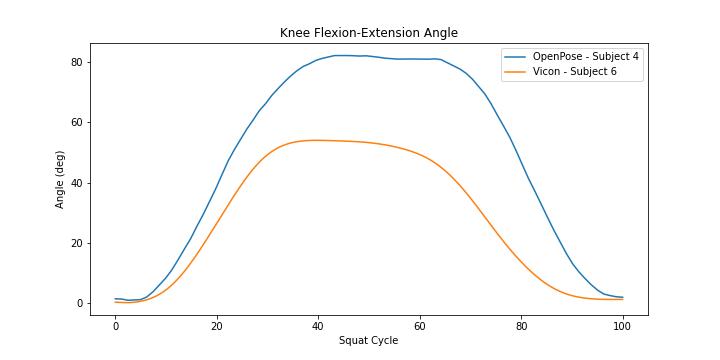 Knee Flexion-Extension Angle
OpenPose - Subject 4
Vicon - Subject 6
Angle (deg)
80
60
40
20
0
0 20 40 60 80 100
Squat Cycle